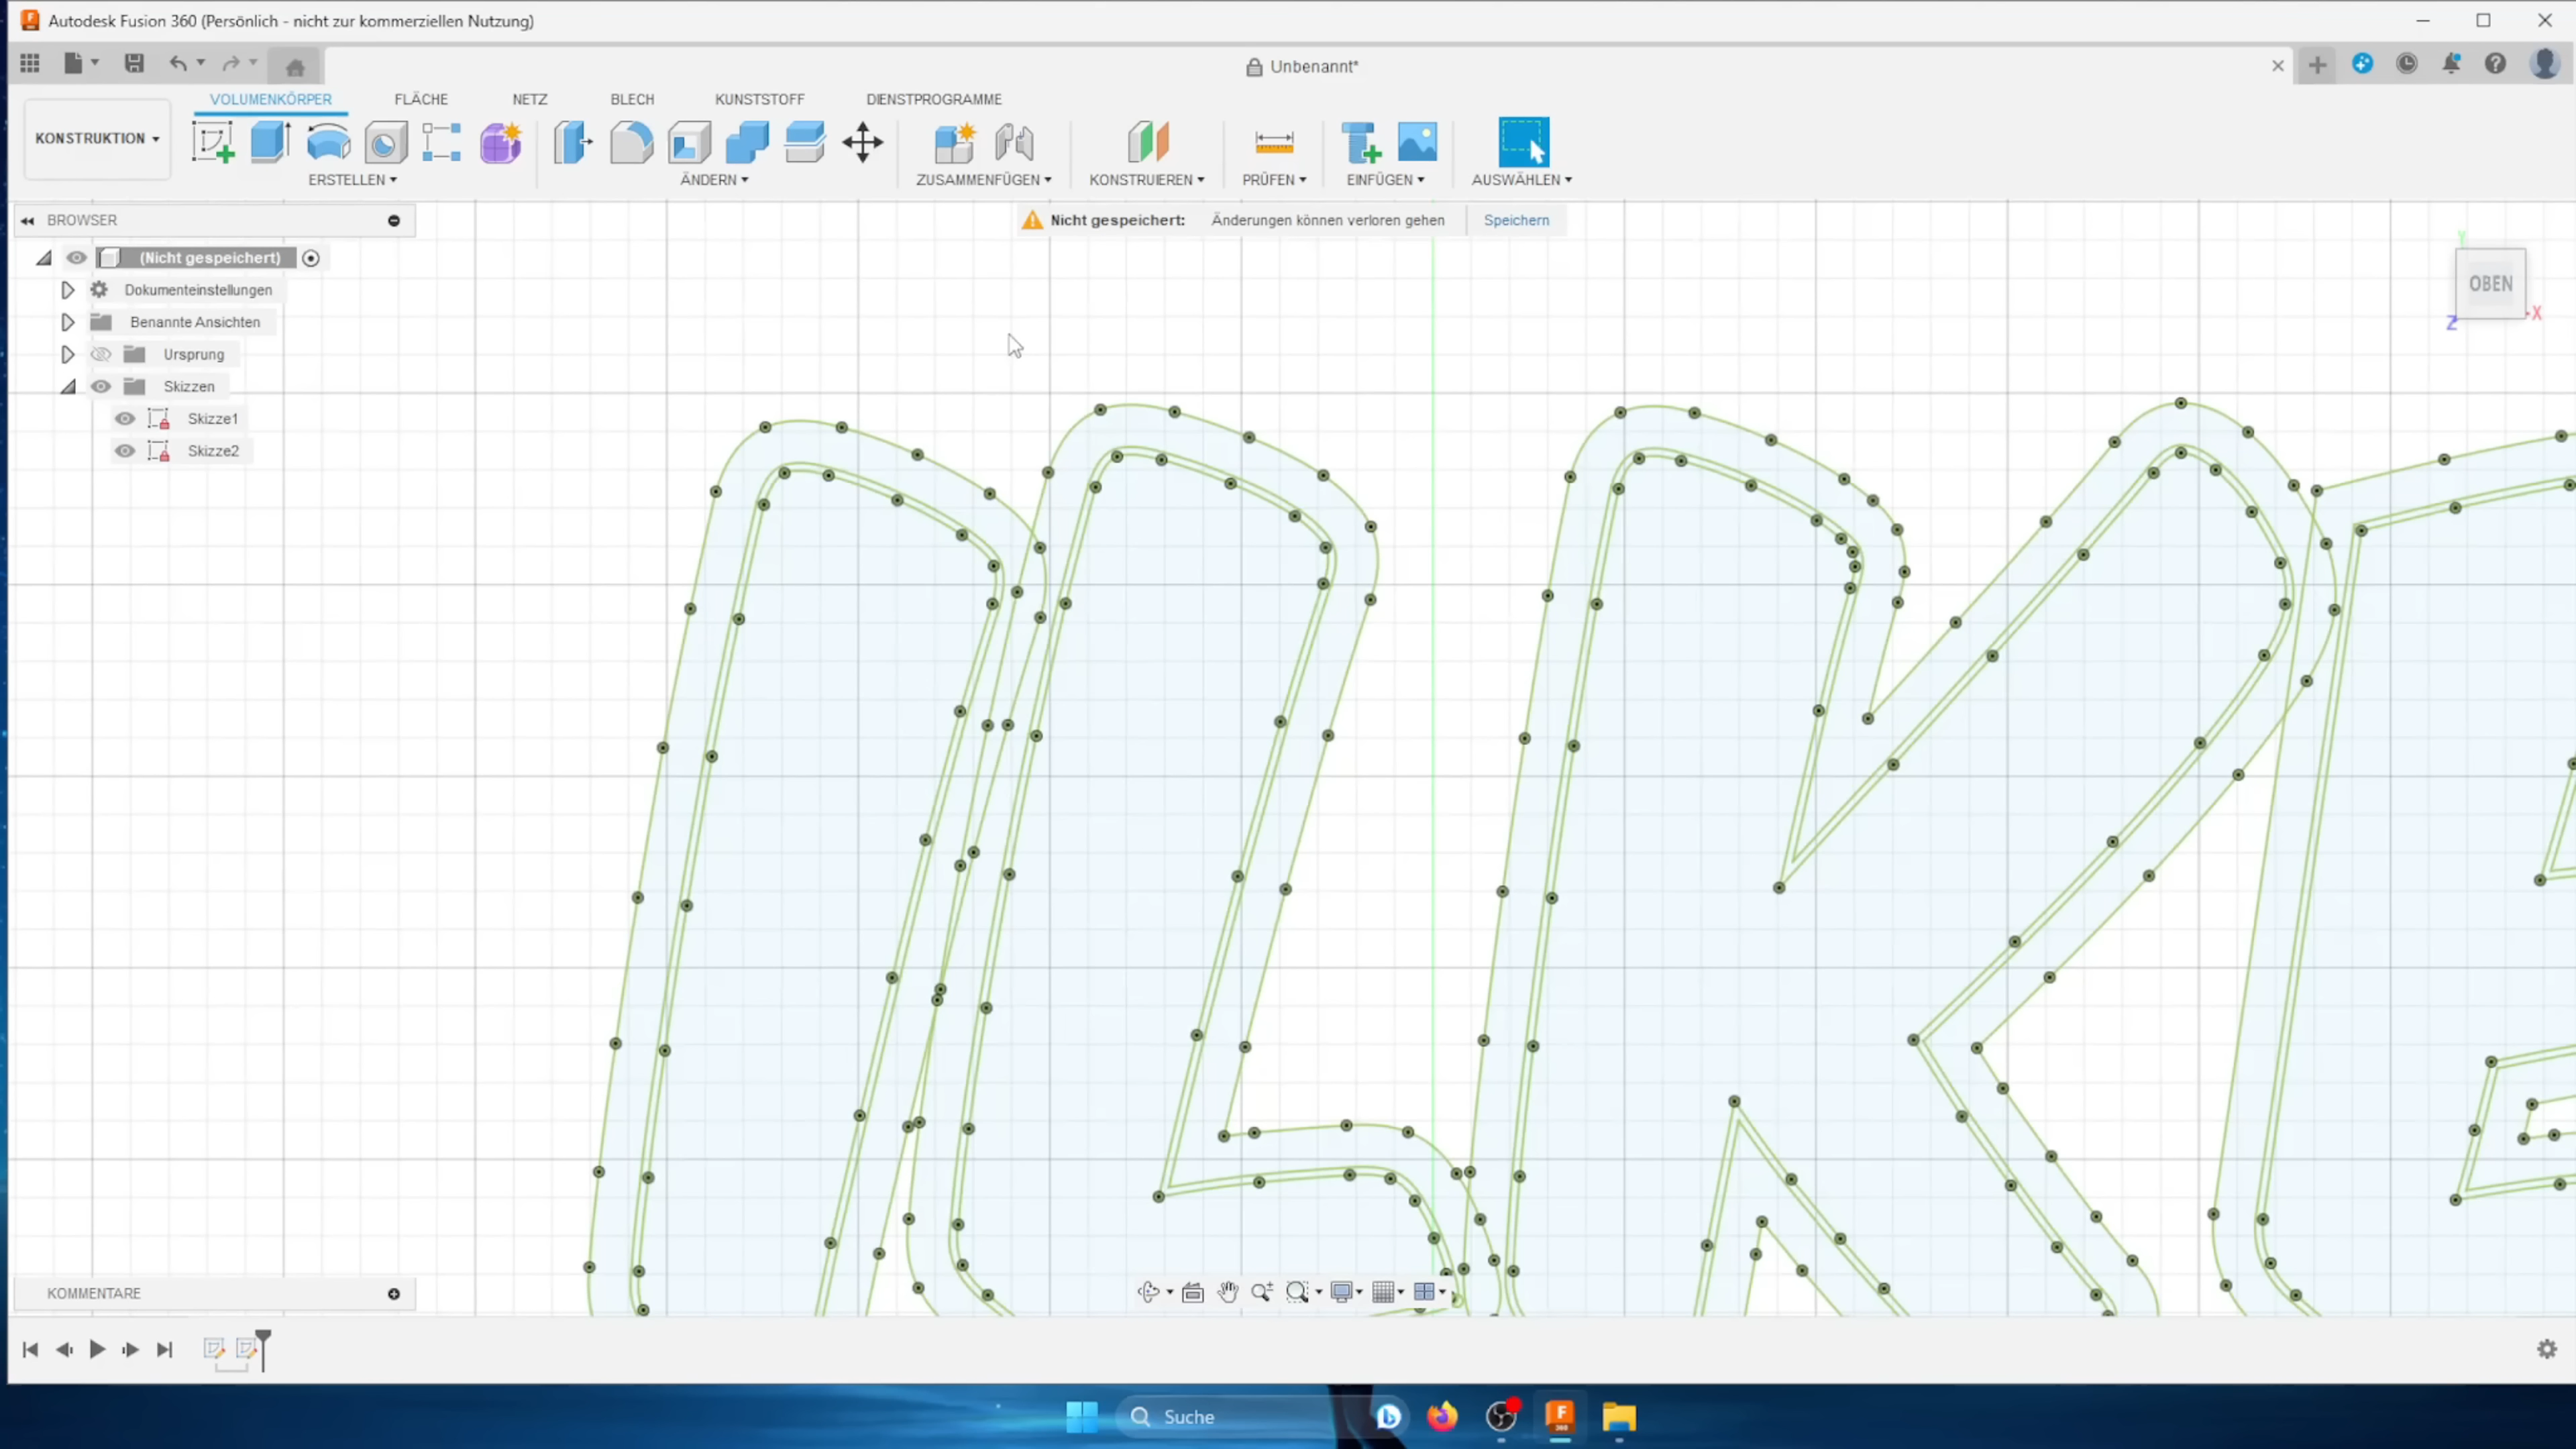 Autodesk Fusion 360 (Persönlich - nicht zur kommerziellen Nutzung)
Unbenannt*
VOLUMENKÖRPER FLÄCHE NETZ BLECH KUNSTSTOFF DIENSTPROGRAMME
KONSTRUKTION
ERSTELLEN ÄNDERN ZUSAMMENFÜGEN KONSTRUIEREN PRÜFEN EINFÜGEN AUSWÄHLEN
BROWSER
Nicht gespeichert: Änderungen können verloren gehen Speichern
(Nicht gespeichert)
Dokumenteinstellungen
Benannte Ansichten
Ursprung
Skizzen
Skizze1
Skizze2
Y
OBEN
X
Z
KOMMENTARE
Suche
F
360